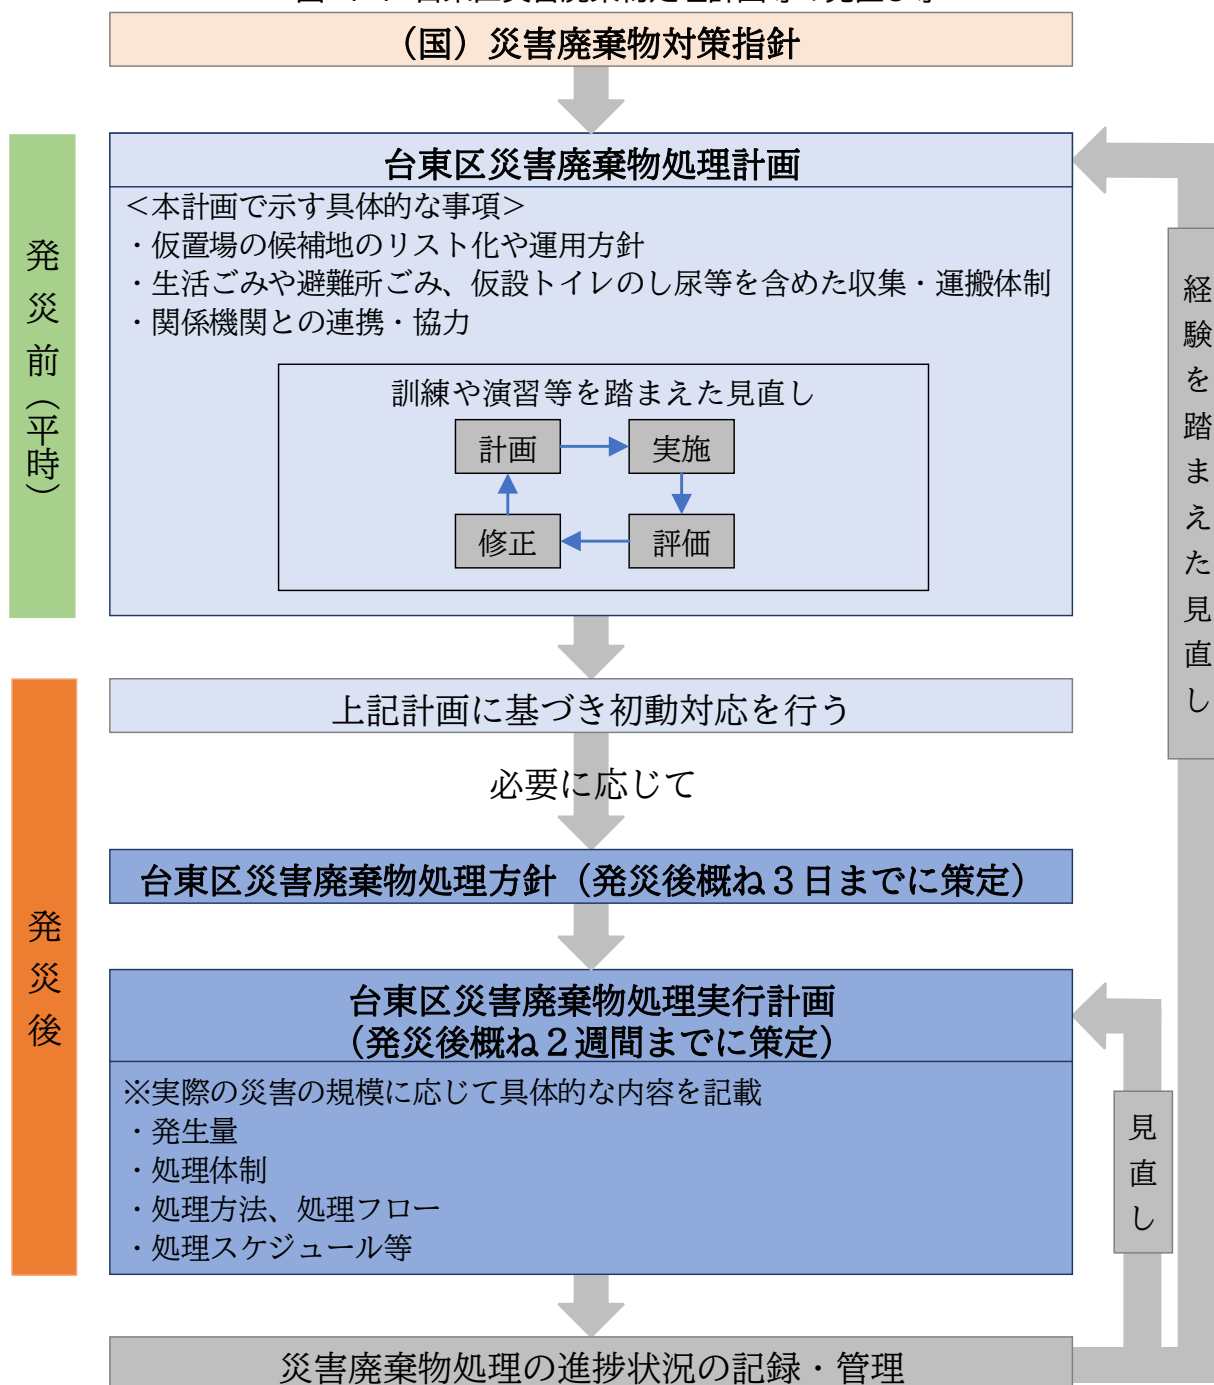 （国）災害廃棄物対策指針
発災前（平時）
台東区災害廃棄物処理計画
＜本計画で示す具体的な事項＞
・仮置場の候補地のリスト化や運用方針
・生活ごみや避難所ごみ、仮設トイレのし尿等を含めた収集・運搬体制
・関係機関との連携・協力
訓練や演習等を踏まえた見直し
計画
実施
修正
評価
経験を踏まえた見直し
発災後
上記計画に基づき初動対応を行う
必要に応じて
台東区災害廃棄物処理方針（発災後概ね３日までに策定）
台東区災害廃棄物処理実行計画
（発災後概ね２週間までに策定）
※実際の災害の規模に応じて具体的な内容を記載
・発生量
・処理体制
・処理方法、処理フロー
・処理スケジュール等
見直し
災害廃棄物処理の進捗状況の記録・管理